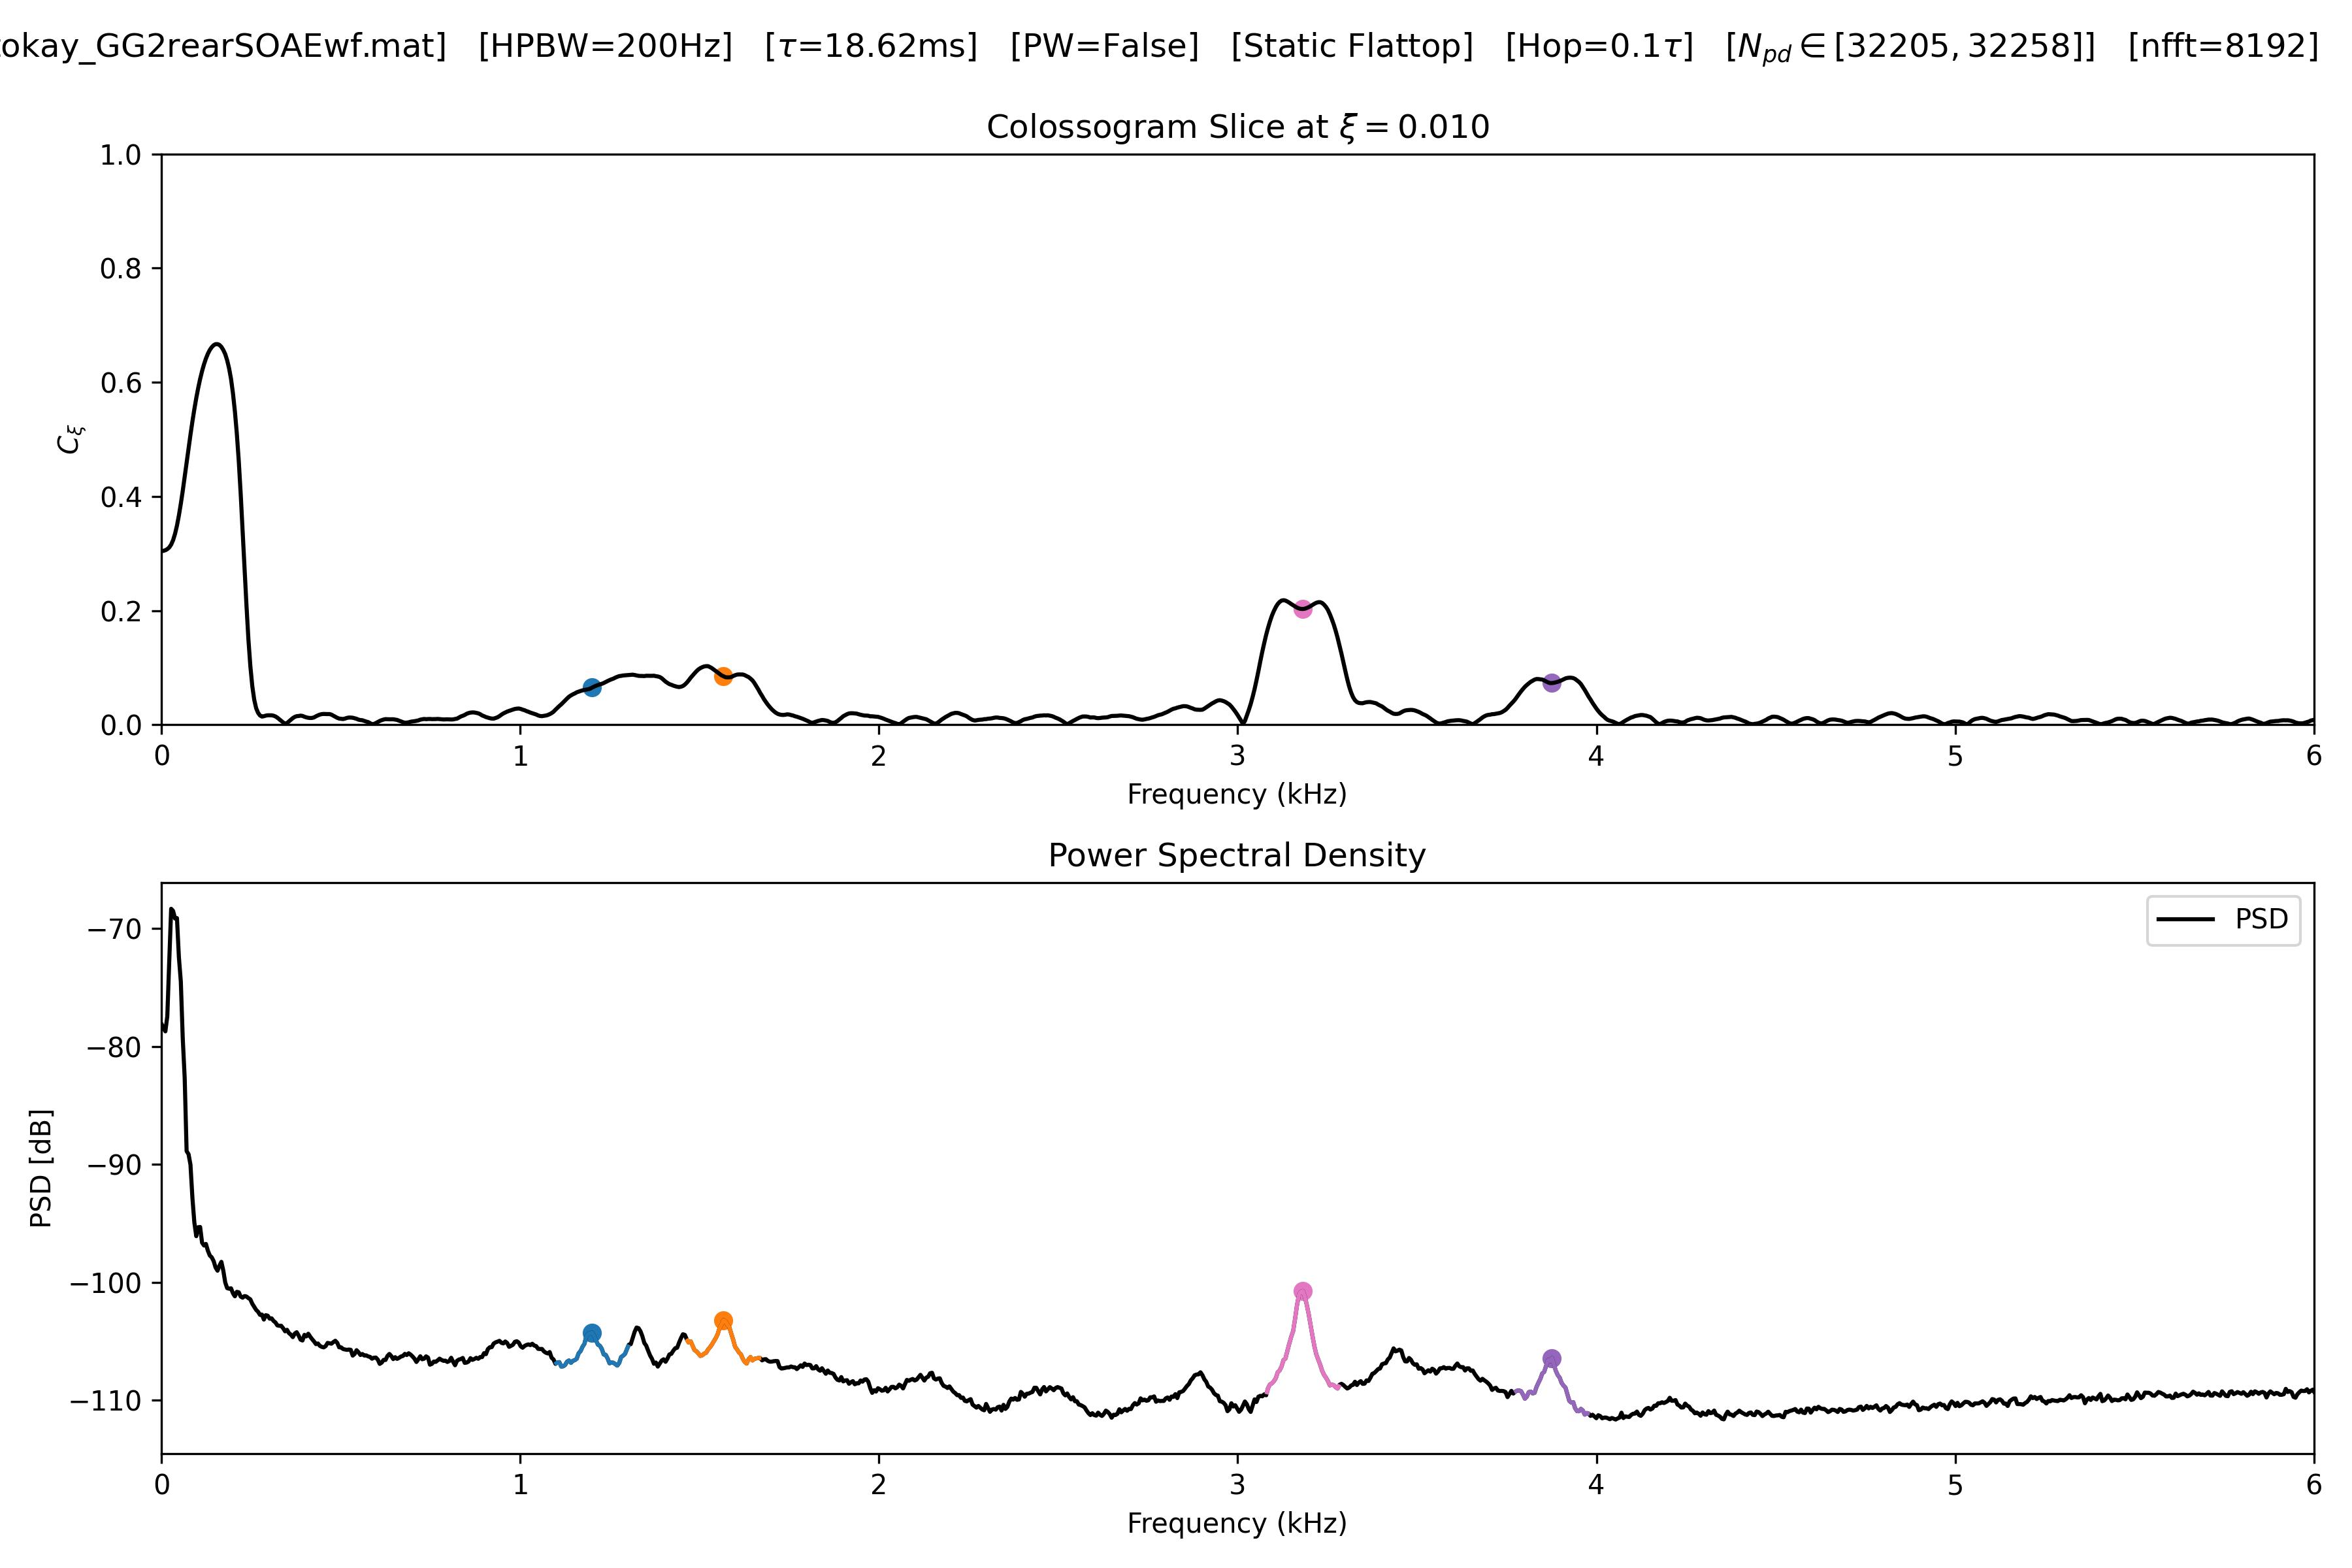 okay_GG2rearSOAEwf.mat] [HPBW=200Hz] [τ=18.62ms] [PW=False] [Static Flattop] [Hop=0.1τ] [N_pd ∈ [32205, 32258]] [nfft=8192]
Colossogram Slice at ξ = 0.010
1.0
0.8
0.6
0.4
0.2
0.0
C_ξ
0 1 2 3 4 5 6
Frequency (kHz)
Power Spectral Density
PSD
−70
−80
−90
−100
−110
PSD [dB]
0 1 2 3 4 5 6
Frequency (kHz)